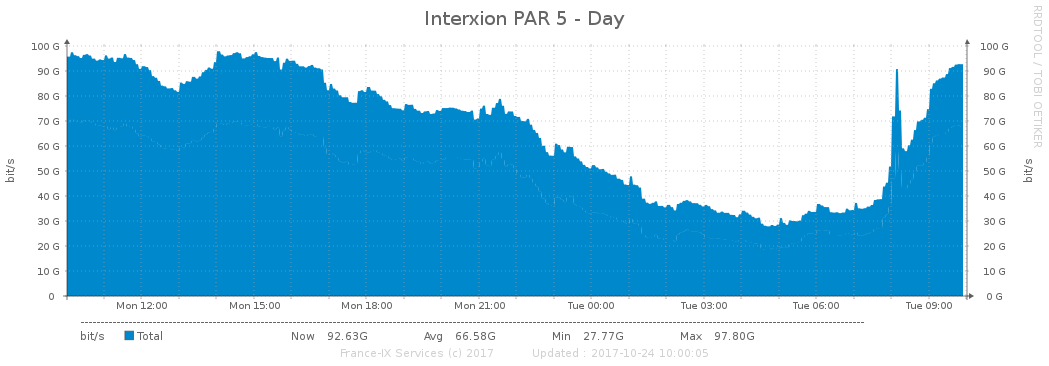 Interxion PAR 5 - Day
RRDTOOL / TOBI OETIKER
100 G 100 G
90 G 90 G
80 G 80 G
70 G 70 G
60 G 60 G
50 G 50 G
40 G 40 G
30 G 30 G
20 G 20 G
10 G 10 G
0 0 G
bit/s bit/s
Mon 12:00 Mon 15:00 Mon 18:00 Mon 21:00 Tue 00:00 Tue 03:00 Tue 06:00 Tue 09:00
bit/s Total Now 92.63G Avg 66.58G Min 27.77G Max 97.80G
France-IX Services (c) 2017 Updated : 2017-10-24 10:00:05